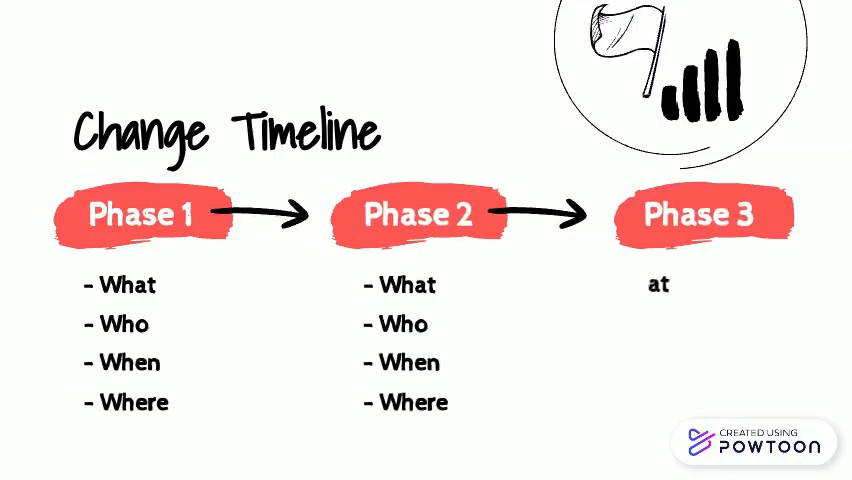 Change Timeline
Phase 1
- What
- Who
- When
- Where
Phase 2
- What
- Who
- When
- Where
Phase 3
at
CREATED USING
POWTOON